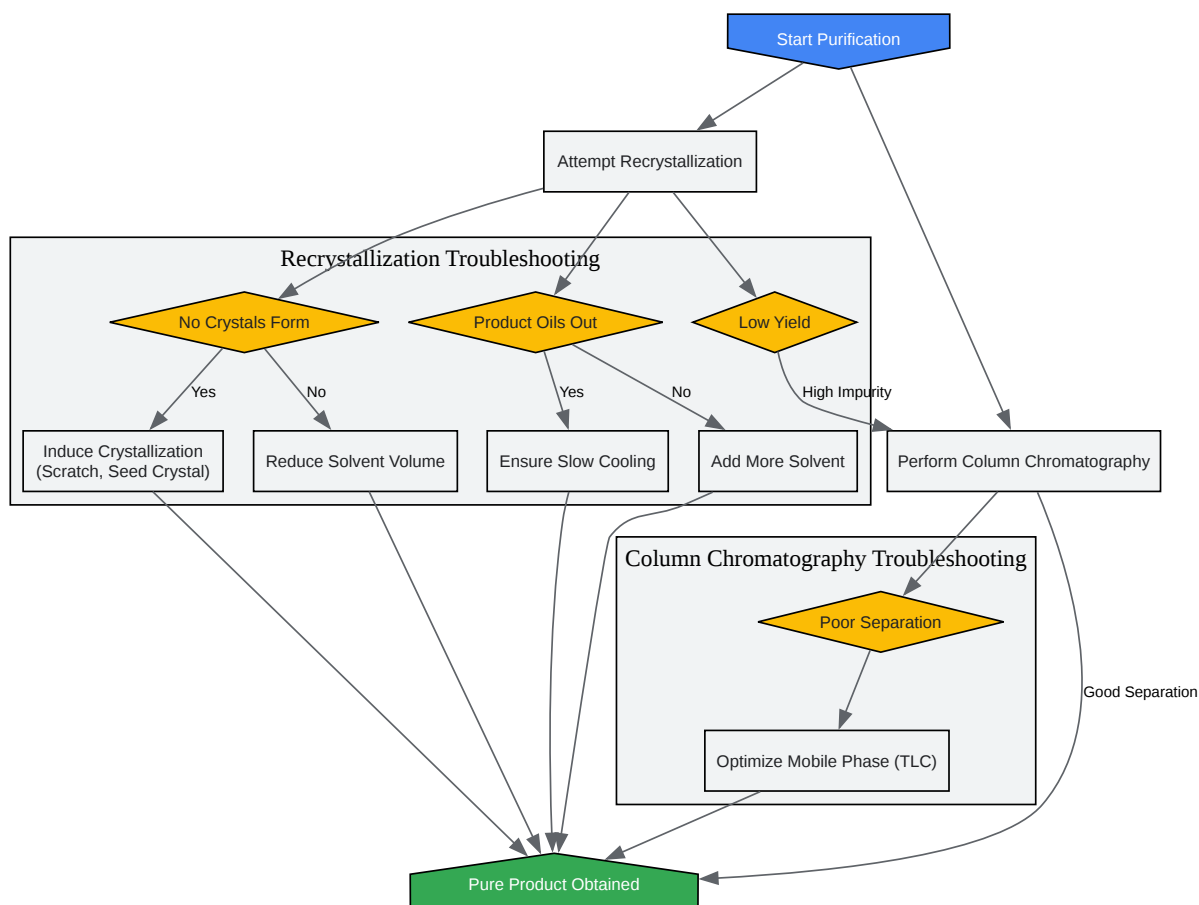 Start Purification
Attempt Recrystallization
Recrystallization Troubleshooting
No Crystals Form
Product Oils Out
Low Yield
Yes
No
Yes
No
High Impurity
Induce Crystallization
(Scratch, Seed Crystal)
Reduce Solvent Volume
Ensure Slow Cooling
Add More Solvent
Perform Column Chromatography
Column Chromatography Troubleshooting
Poor Separation
Good Separation
Optimize Mobile Phase (TLC)
Pure Product Obtained